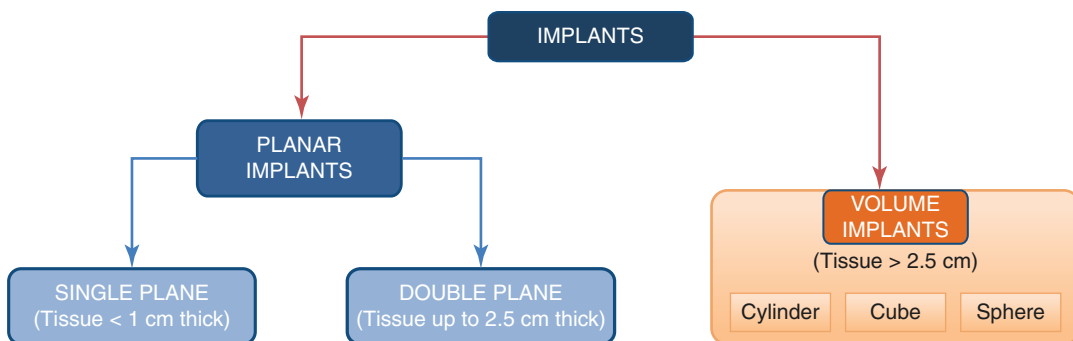 IMPLANTS
PLANAR
IMPLANTS
VOLUME
IMPLANTS
(Tissue > 2.5 cm)
SINGLE PLANE
(Tissue < 1 cm thick)
DOUBLE PLANE
(Tissue up to 2.5 cm thick)
Cylinder
Cube
Sphere